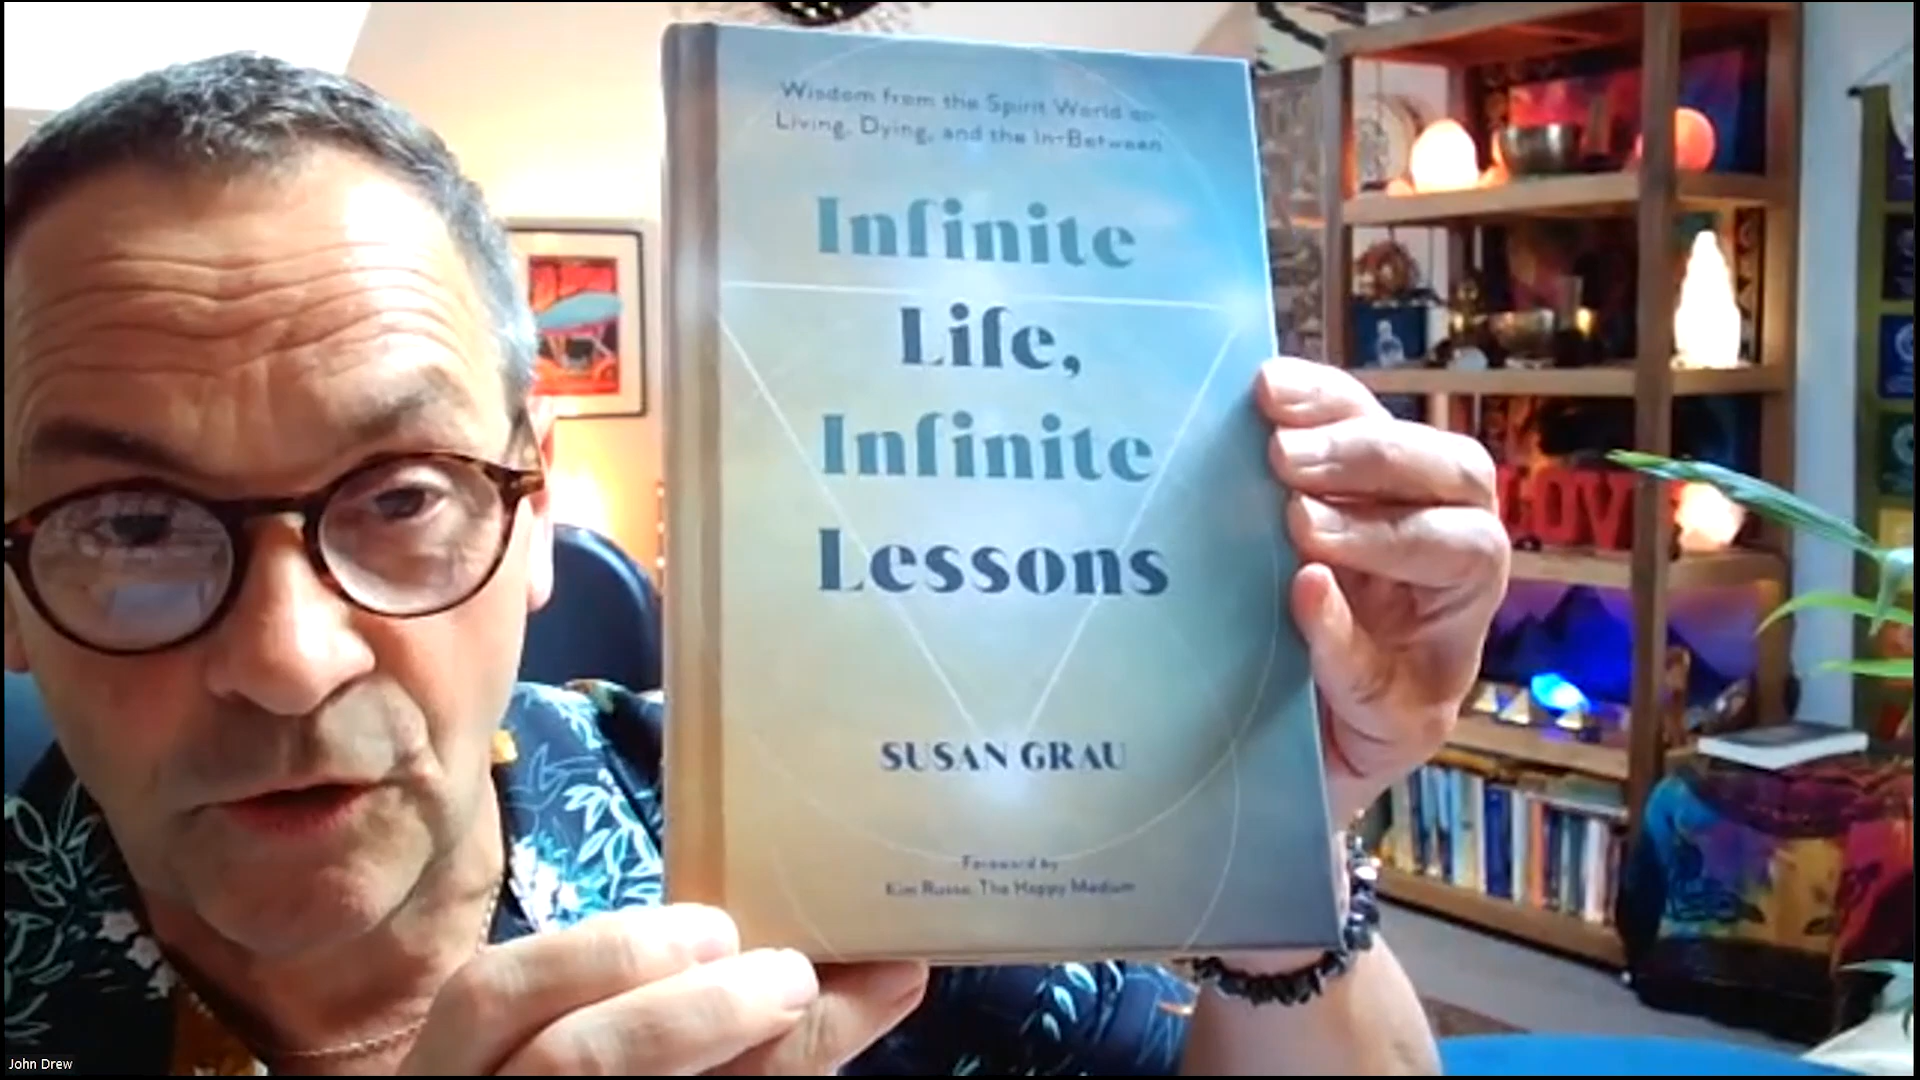 Wisdom from the Spirit World on
Living, Dying, and the In-Between
Infinite
Life,
Infinite
Lessons
SUSAN GRAU
Foreword by
Kim Russo, The Happy Medium
LOVE
John Drew